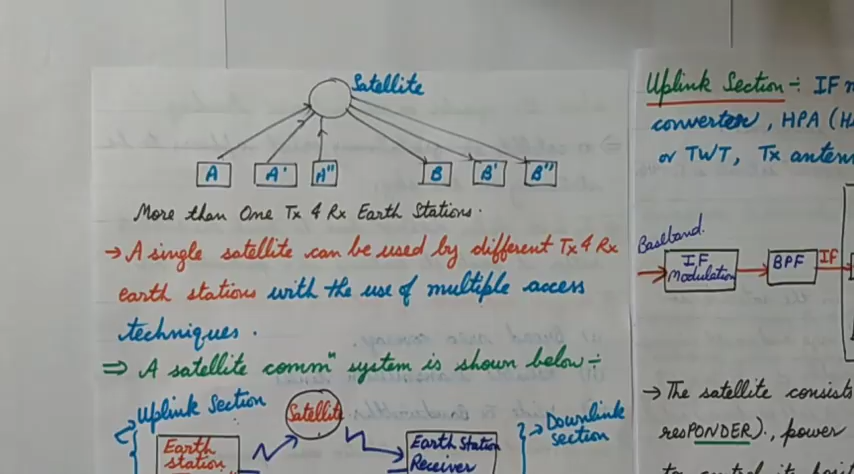 Satellite
A A' A" B B' B"
More than One Tx & Rx Earth Stations.
→ A single satellite can be used by different Tx & Rx
earth stations with the use of multiple access
techniques.
⇒ A satellite commⁿ system is shown below÷
→ Uplink Section
Satellite
→ Downlink
section
Earth
station
Earth Station
Receiver
Uplink Section÷ IF
converter, HPA
or TWT, Tx
Baseband
IF
Modulation
BPF
IF
→ The satellite consists
resPONDER)., power